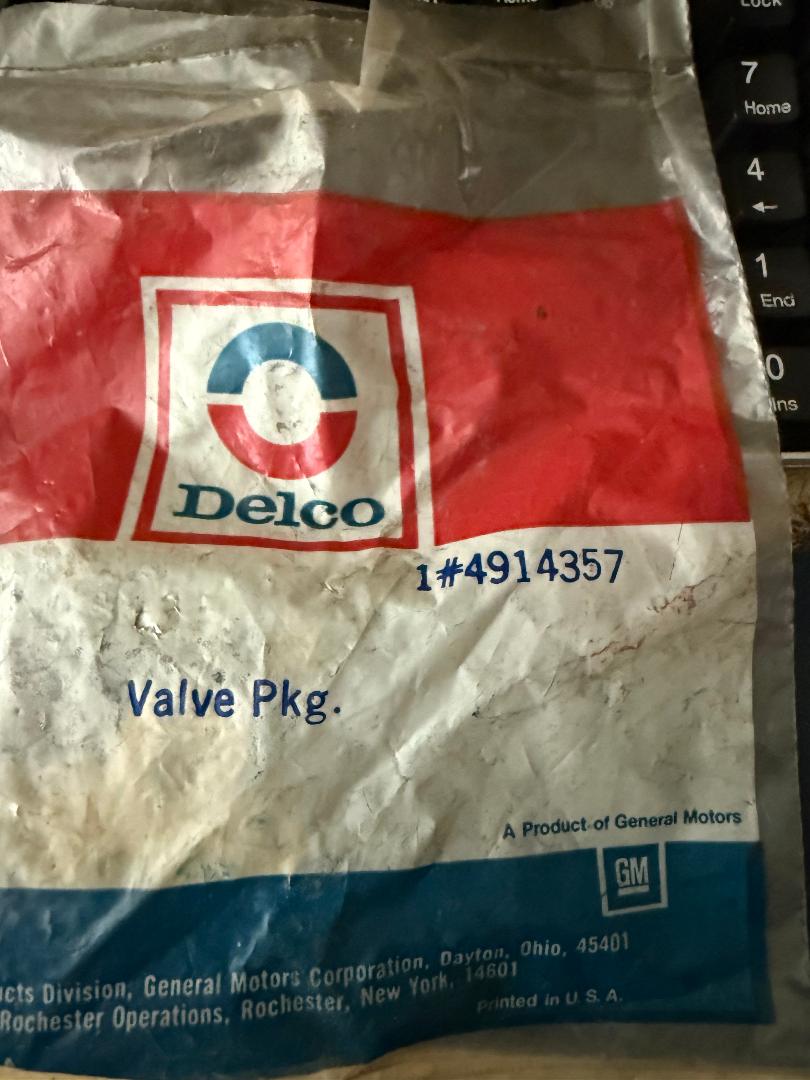 Lock
7
Home
4
←
1
End
0
Ins
Delco
1#4914357
Valve Pkg.
A Product of General Motors
GM
Division, General Motors Corporation, Dayton, Ohio, 45401
Rochester Operations, Rochester, New York, 14601
Printed in U. S. A.